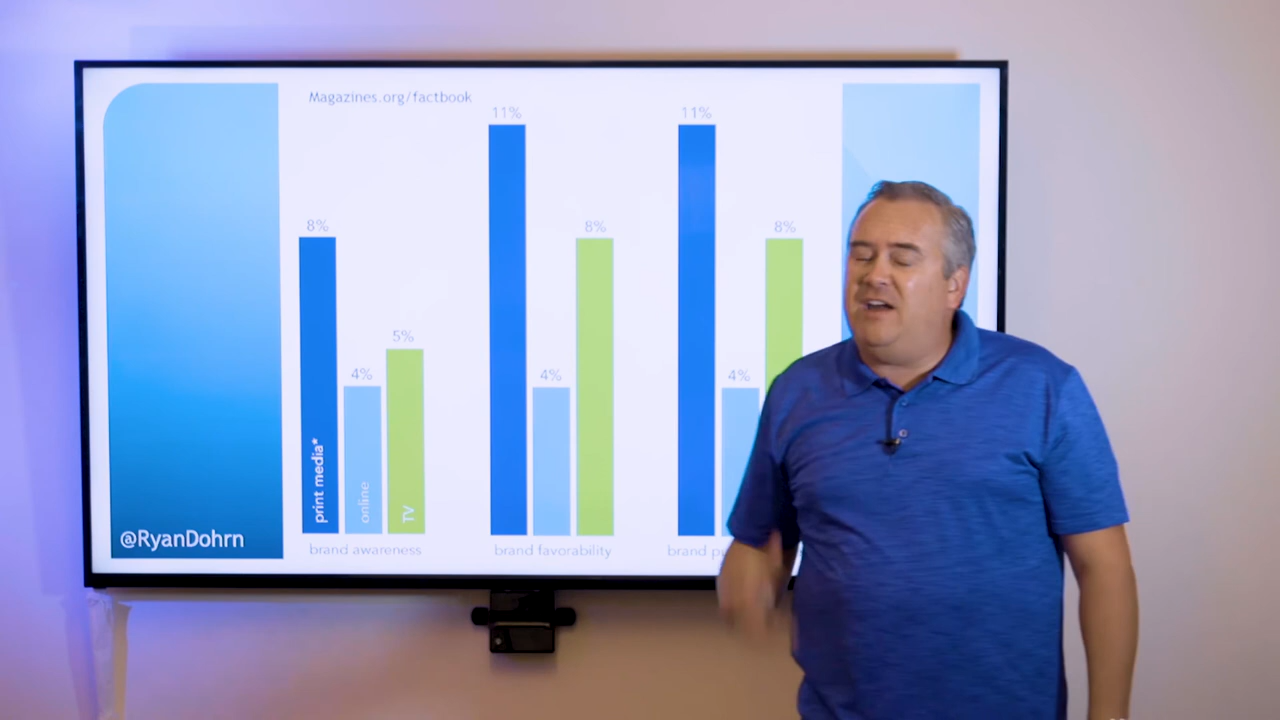 Magazines.org/factbook
8%
4%
5%
11%
4%
8%
11%
4%
8%
print media*
online
TV
brand awareness
brand favorability
brand
@RyanDohrn